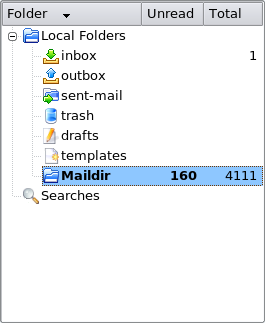 Folder Unread Total
Local Folders
inbox 1
outbox
sent-mail
trash
drafts
templates
Maildir 160 4111
Searches